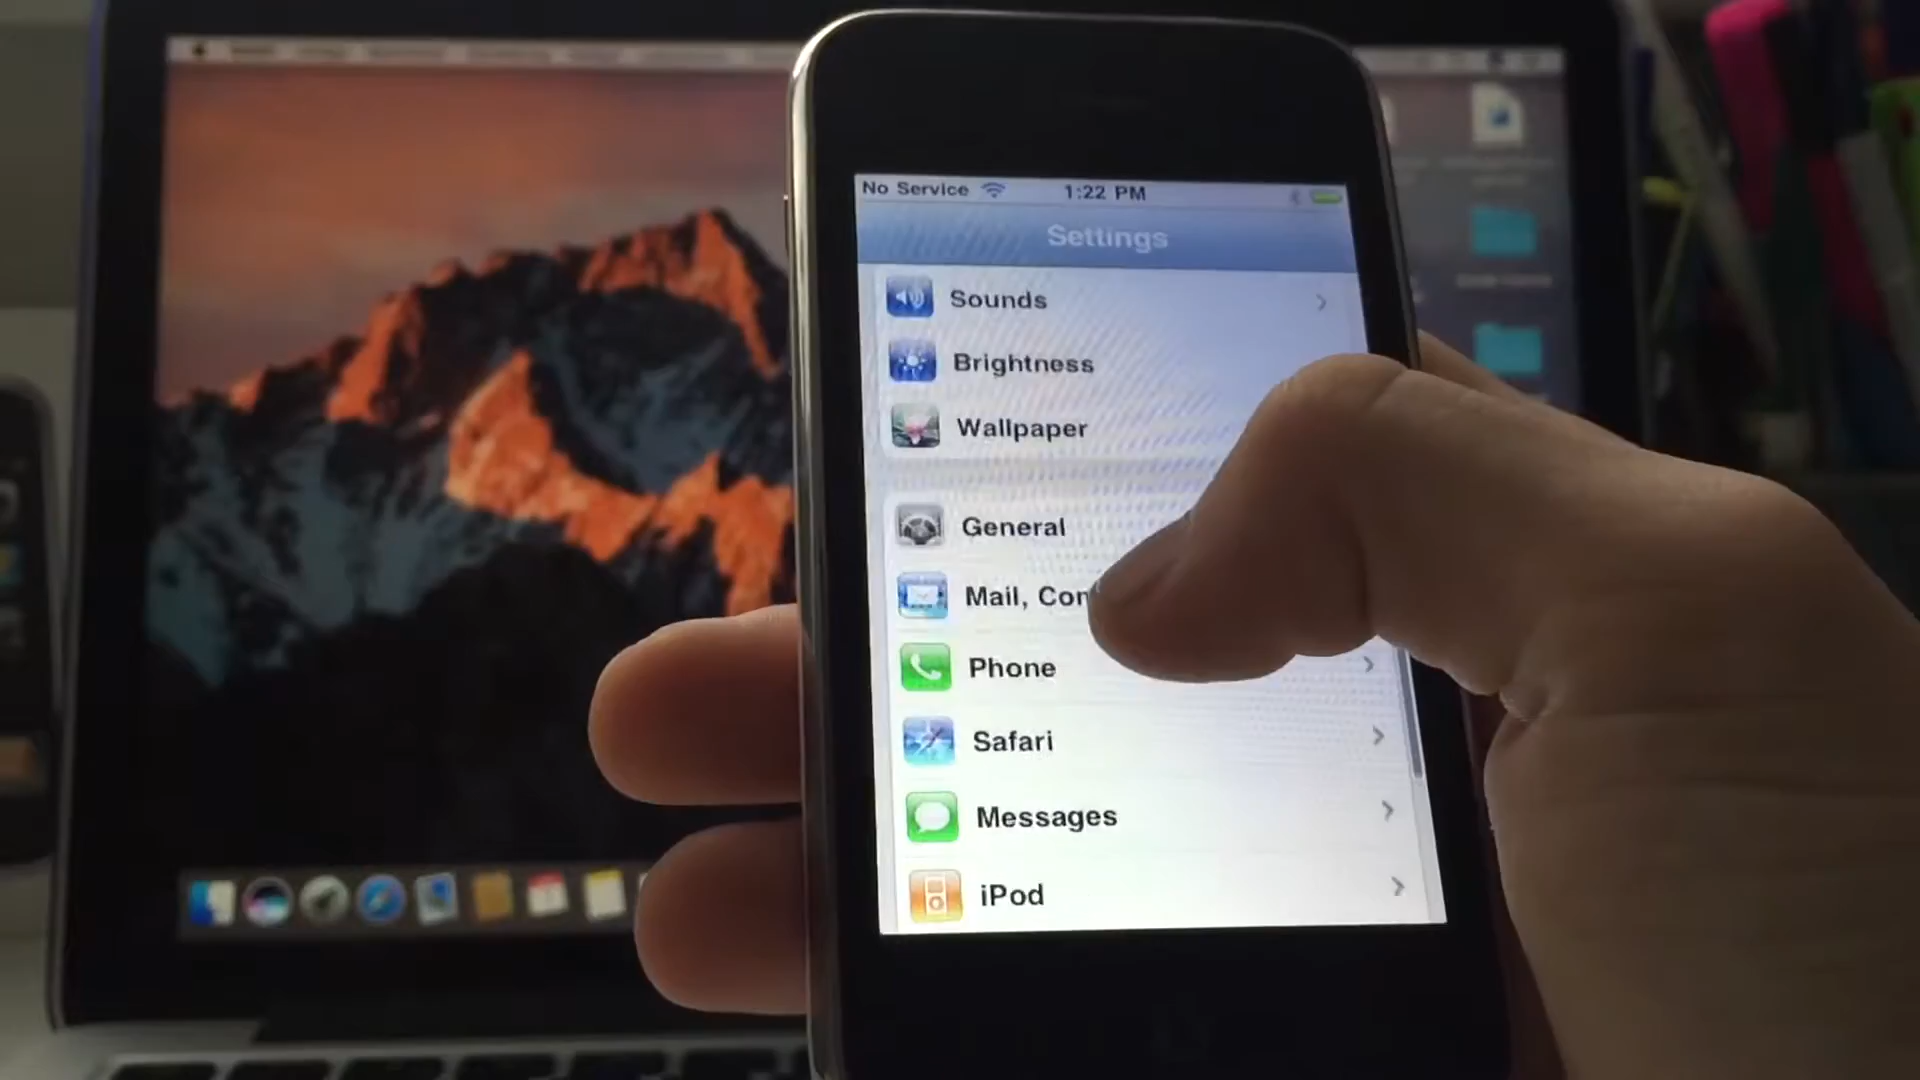 No Service 1:22 PM
Settings
Sounds
Brightness
Wallpaper
General
Mail, Con
Phone
Safari
Messages
iPod